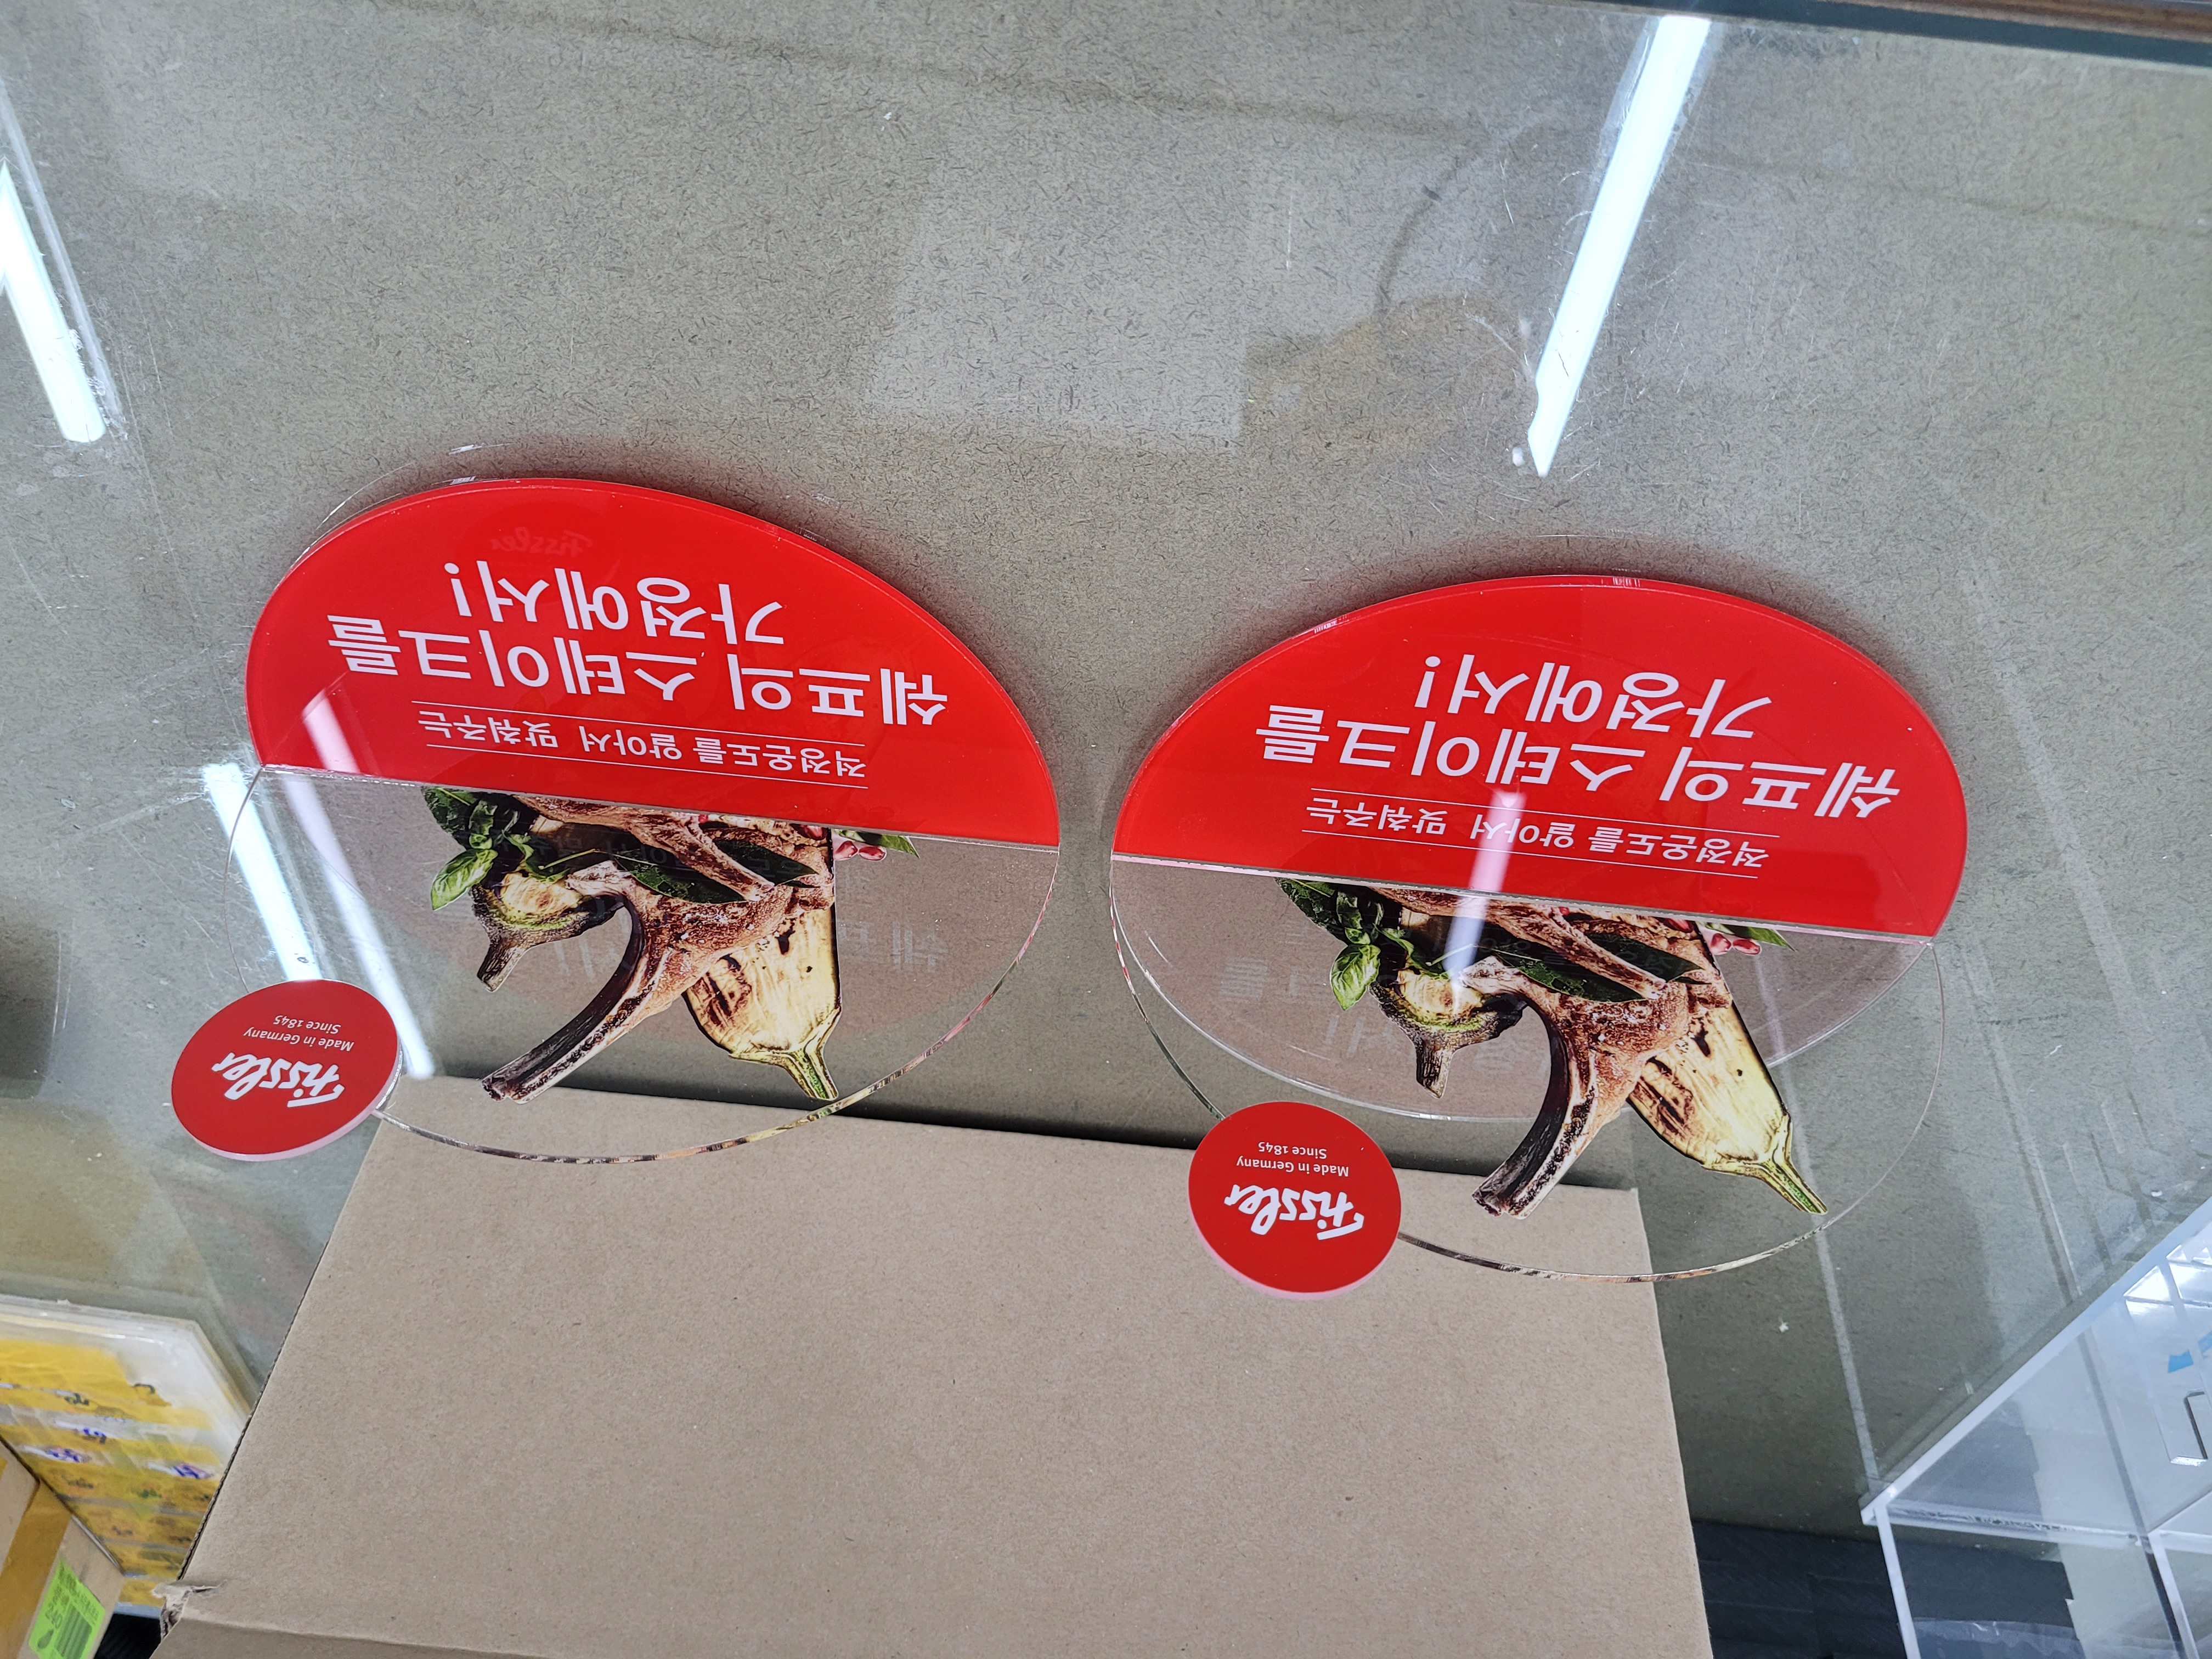 Fissler
Made in Germany
Since 1845
적정온도를 알아서 맞춰주는
쉐프의 스테이크를
가정에서!
Fissler
Made in Germany
Since 1845
적정온도를 알아서 맞춰주는
쉐프의 스테이크를
가정에서!
240